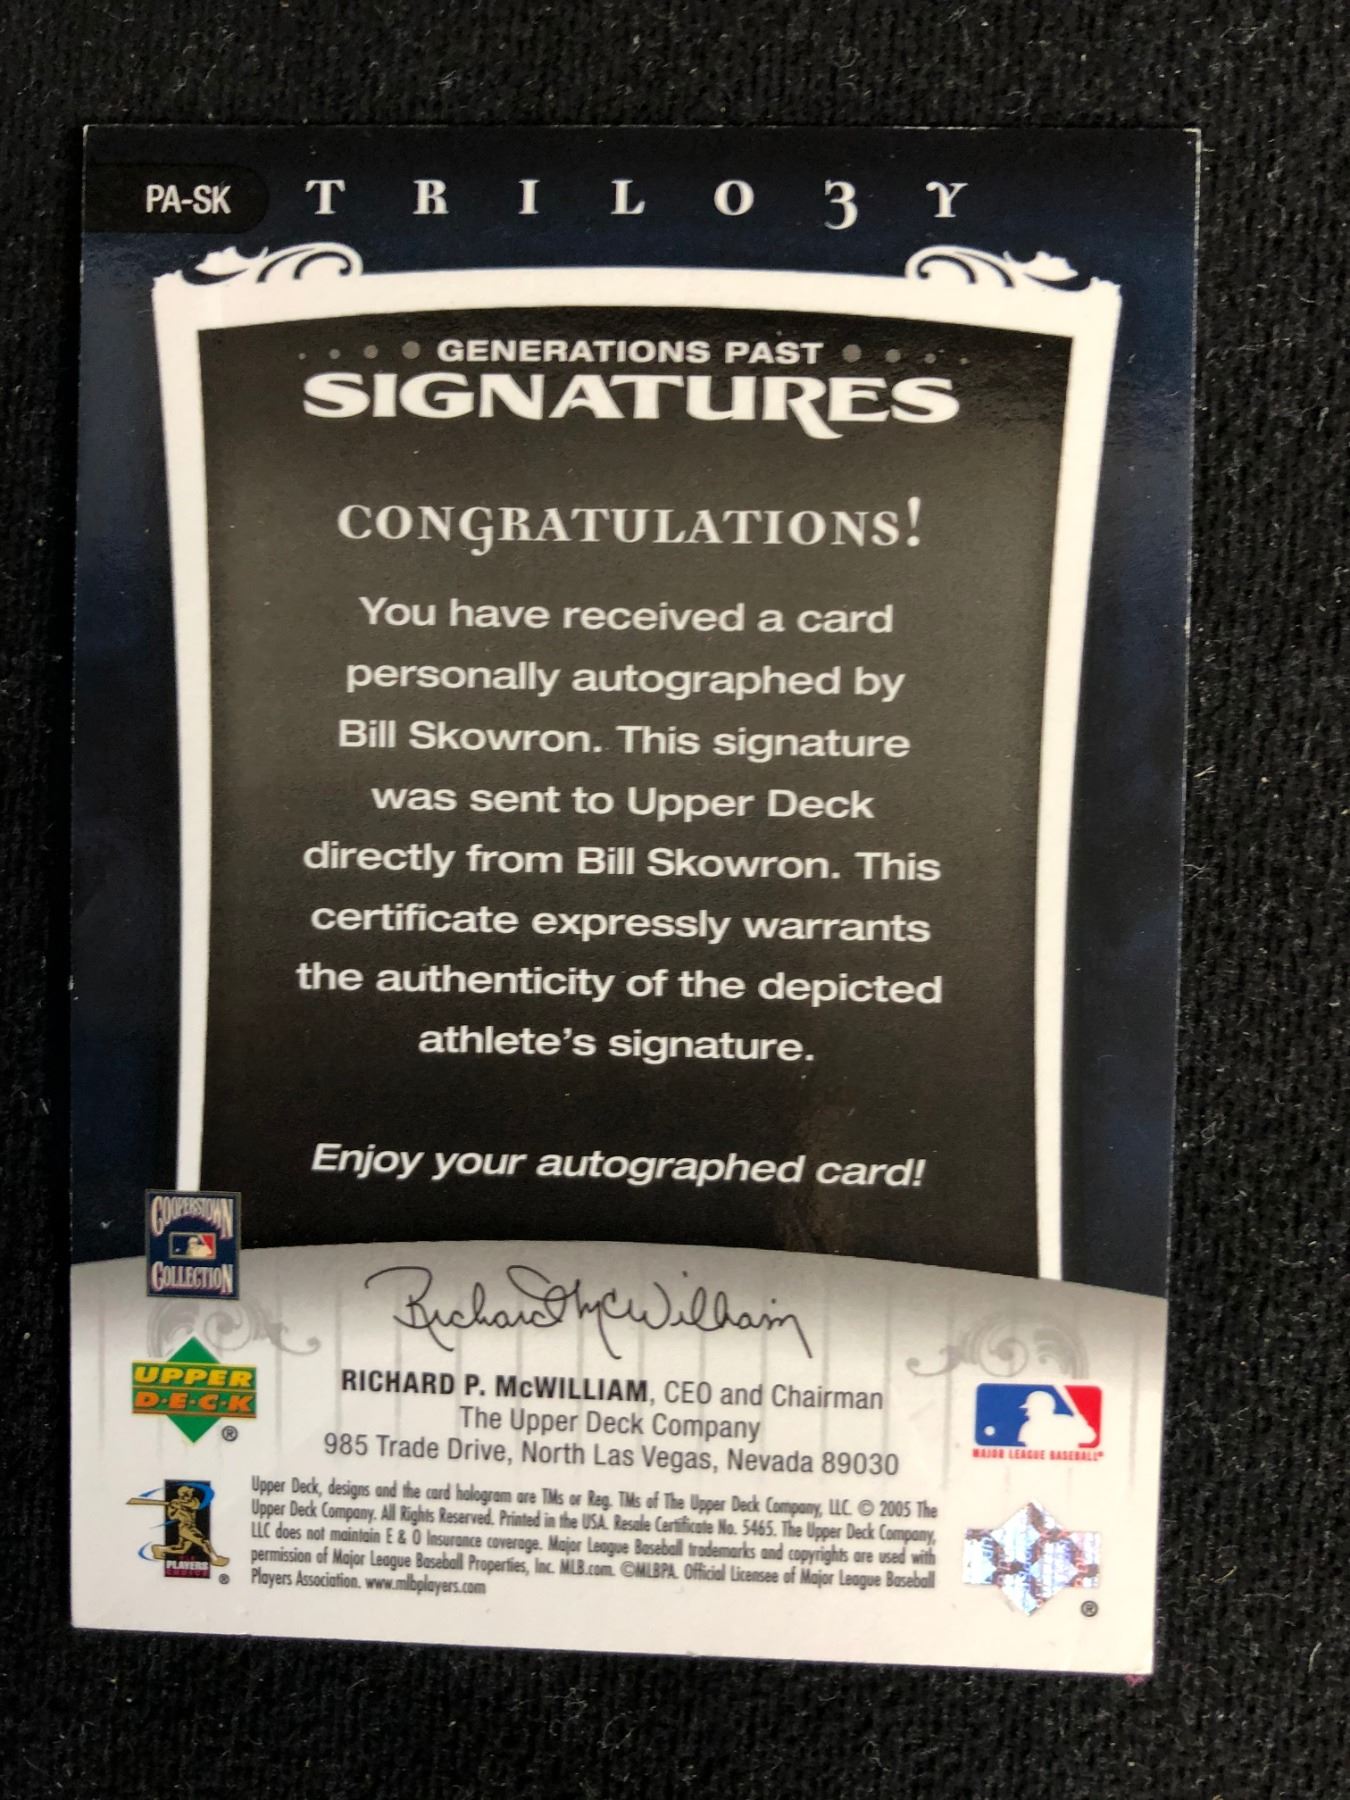 PA-SK TRILO3Y
GENERATIONS PAST
SIGNATURES
CONGRATULATIONS!
You have received a card
personally autographed by
Bill Skowron. This signature
was sent to Upper Deck
directly from Bill Skowron. This
certificate expressly warrants
the authenticity of the depicted
athlete's signature.
Enjoy your autographed card!
COOPERSTOWN
COLLECTION
Richard McWilliam
UPPER
D·E·C·K
®
RICHARD P. McWILLIAM, CEO and Chairman
The Upper Deck Company
985 Trade Drive, North Las Vegas, Nevada 89030
MAJOR LEAGUE BASEBALL®
PLAYERS
CHOICE
®
Upper Deck, designs and the card hologram are TMs or Reg. TMs of The Upper Deck Company, LLC. © 2005 The
Upper Deck Company. All Rights Reserved. Printed in the USA. Resale Certificate No. 5465. The Upper Deck Company,
LLC does not maintain E & O Insurance coverage. Major League Baseball trademarks and copyrights are used with
permission of Major League Baseball Properties, Inc. MLB.com. ©MLBPA. Official Licensee of Major League Baseball
Players Association. www.mlbplayers.com
®